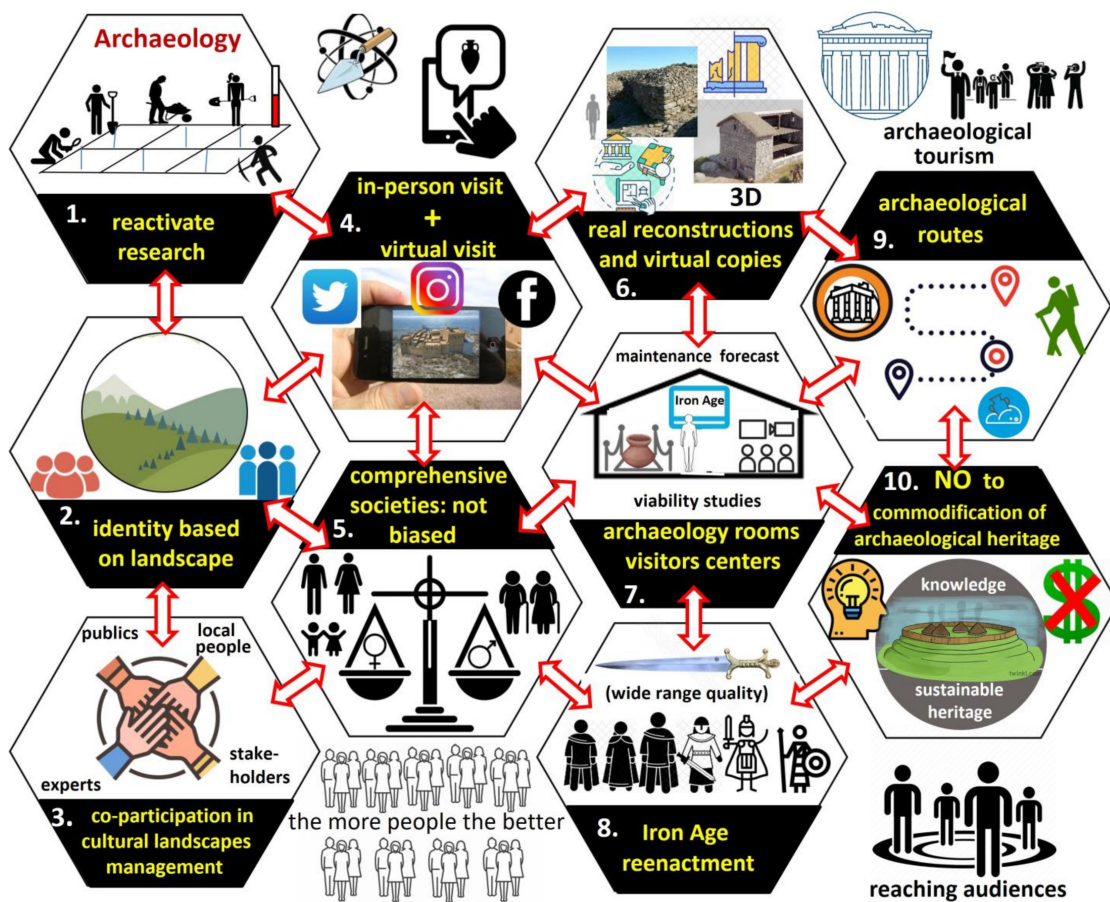 Archaeology
1.
reactivate
research
2.
identity based
on landscape
publics
local
people
experts
stake-
holders
3.
co-participation in
cultural landscapes
management
in-person visit
+
virtual visit
4.
comprehensive
societies: not
biased
5.
the more people the better
3D
real reconstructions
and virtual copies
6.
maintenance forecast
Iron Age
viability studies
archaeology rooms
visitors centers
7.
(wide range quality)
8.
Iron Age
reenactment
archaeological
tourism
archaeological
routes
9.
10. NO to
commodification of
archaeological heritage
knowledge
sustainable
heritage
reaching audiences